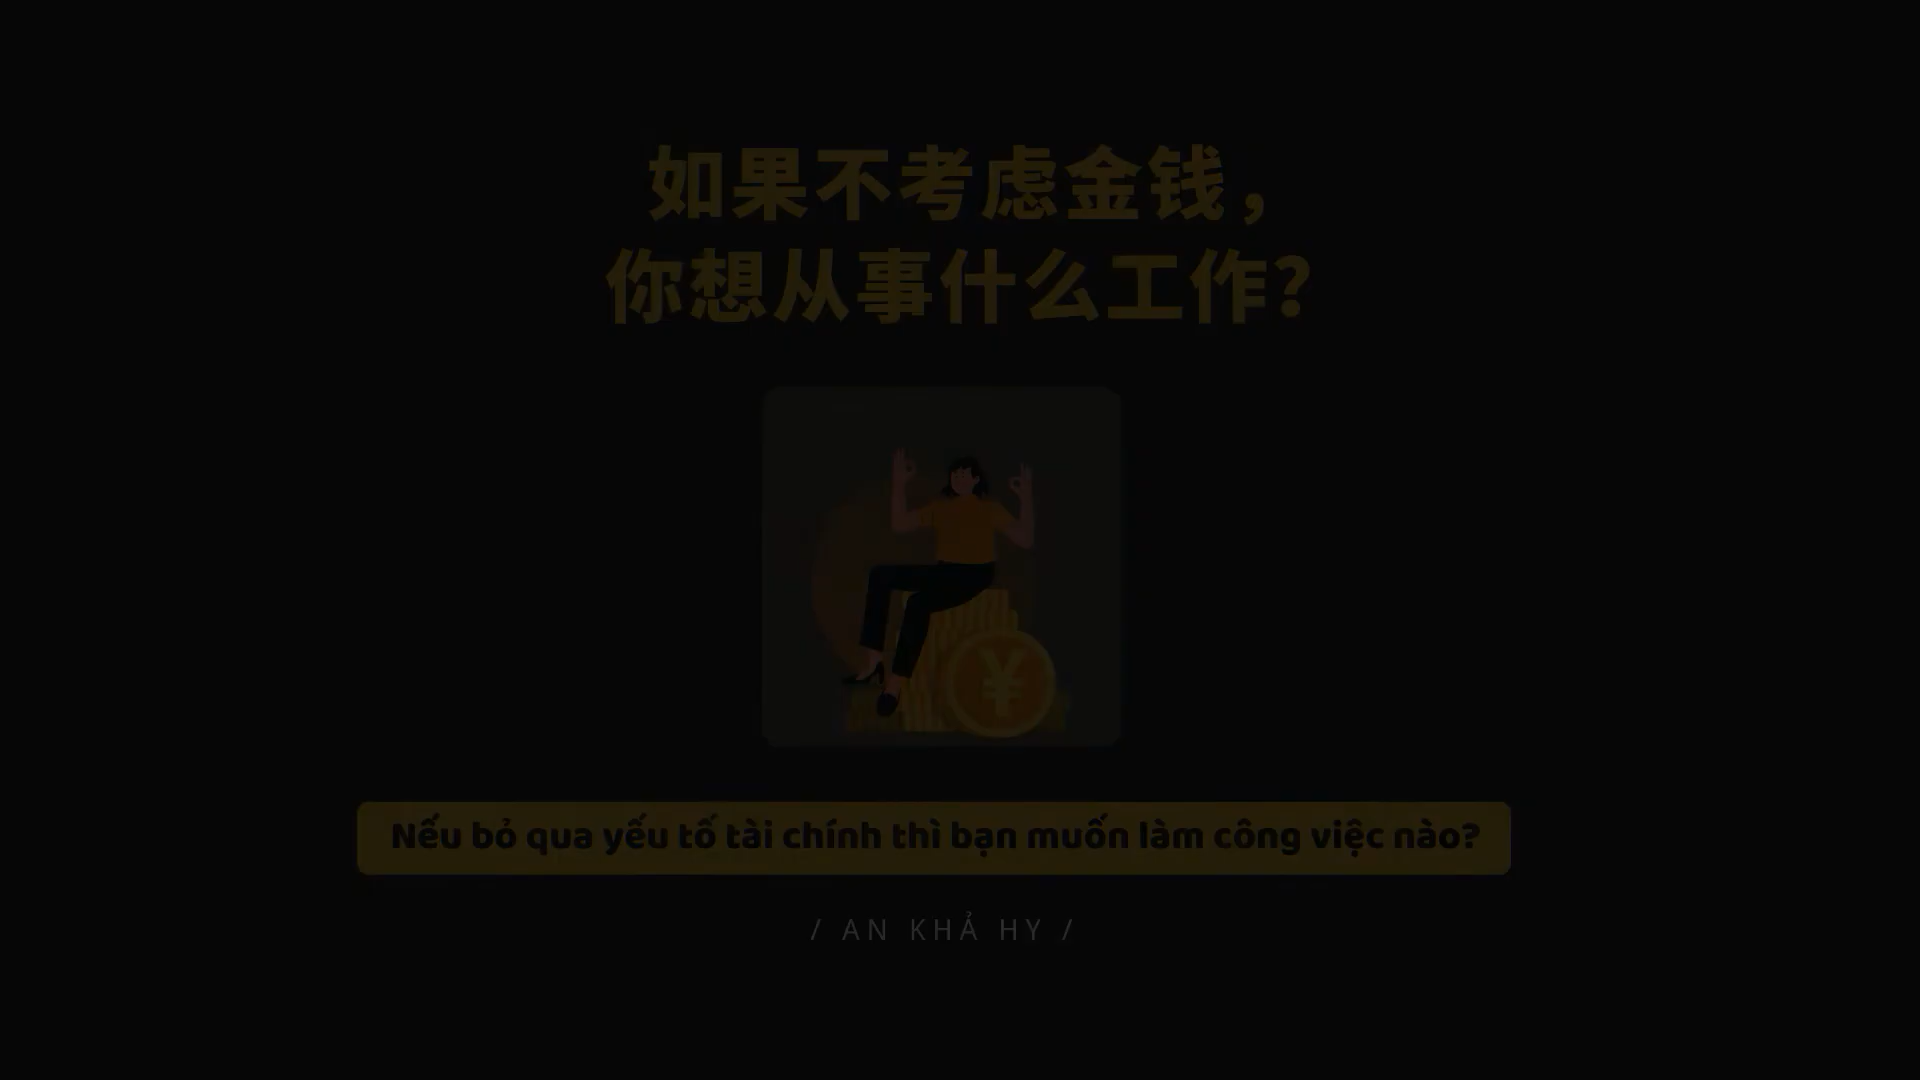 如果不考虑金钱，
你想从事什么工作？
¥
Nếu bỏ qua yếu tố tài chính thì bạn muốn làm công việc nào?
/ AN KHẢ HY /